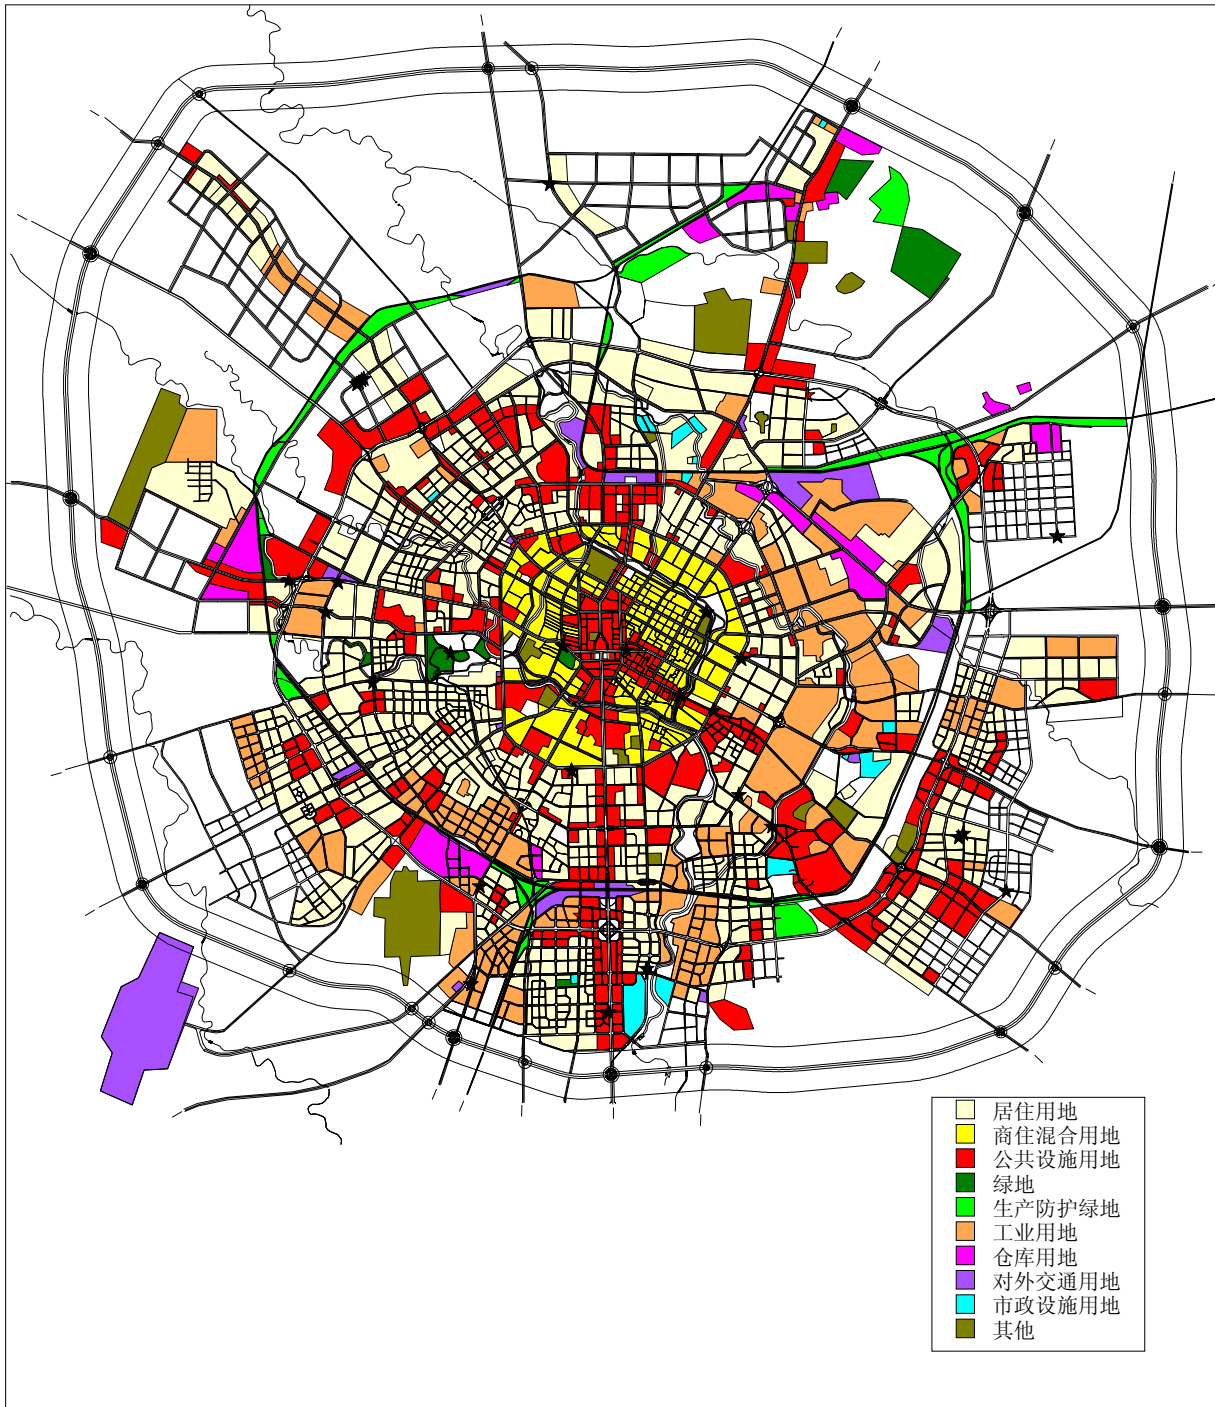 居住用地
商住混合用地
公共设施用地
绿地
生产防护绿地
工业用地
仓库用地
对外交通用地
市政设施用地
其他